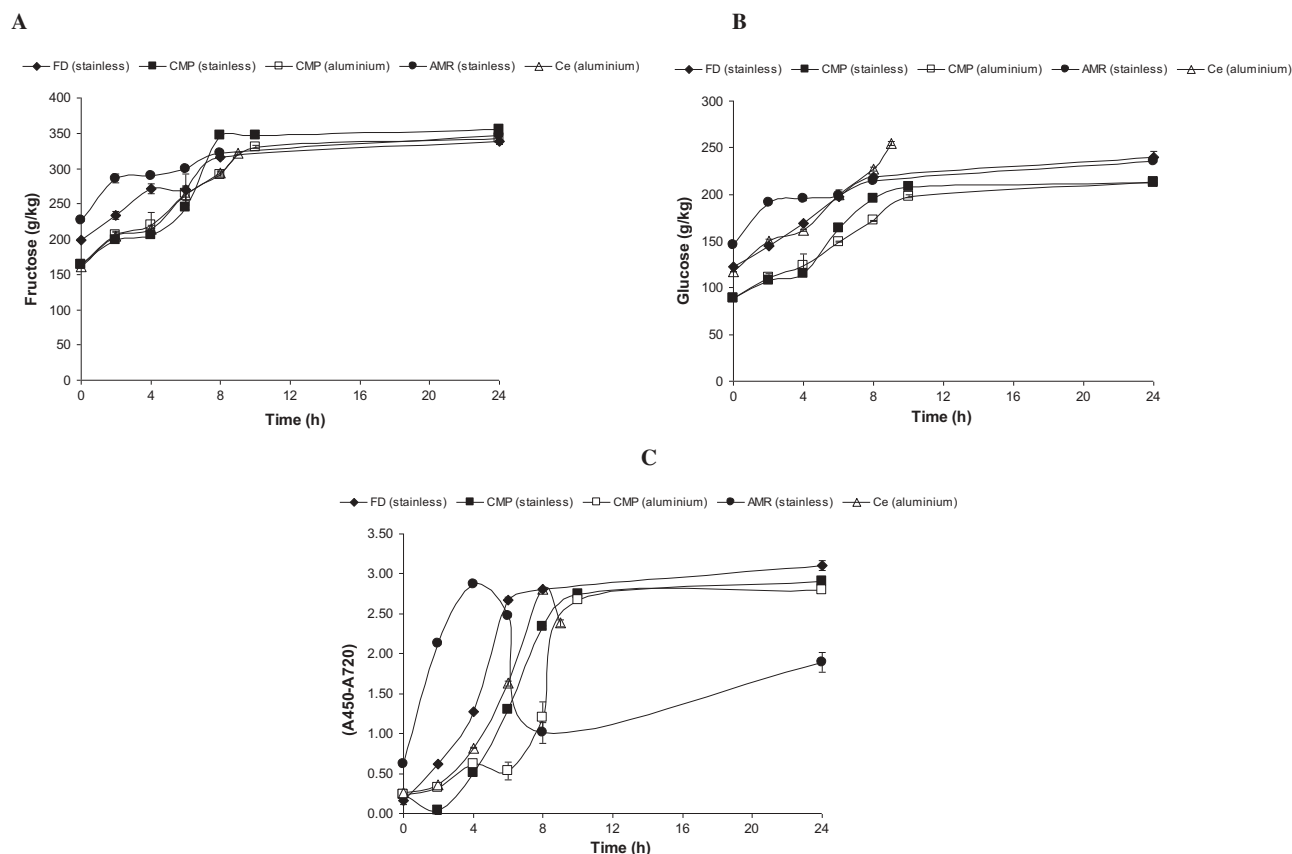 A
FD (stainless) CMP (stainless) CMP (aluminium) AMR (stainless) Ce (aluminium)
Fructose (g/kg)
400
350
300
250
200
150
100
50
0
0 4 8 12 16 20 24
Time (h)
B
FD (stainless) CMP (stainless) CMP (aluminium) AMR (stainless) Ce (aluminium)
Glucose (g/kg)
300
250
200
150
100
50
0
0 4 8 12 16 20 24
Time (h)
C
FD (stainless) CMP (stainless) CMP (aluminium) AMR (stainless) Ce (aluminium)
(A450-A720)
3.50
3.00
2.50
2.00
1.50
1.00
0.50
0.00
0 4 8 12 16 20 24
Time (h)